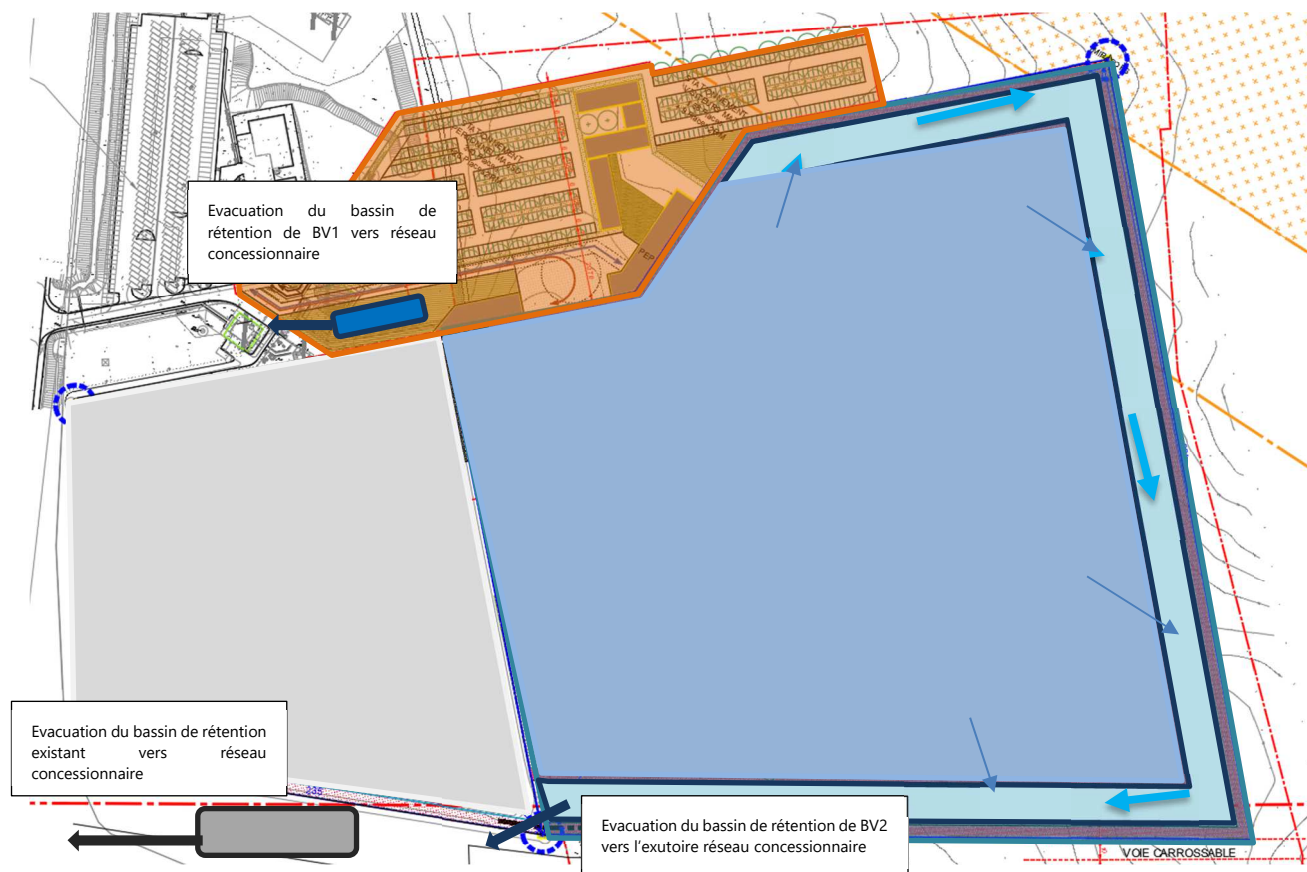 Evacuation du bassin de
rétention de BV1 vers réseau
concessionnaire
Evacuation du bassin de rétention
existant vers réseau
concessionnaire
235
Evacuation du bassin de rétention de BV2
vers l'exutoire réseau concessionnaire
VOIE CARROSSABLE